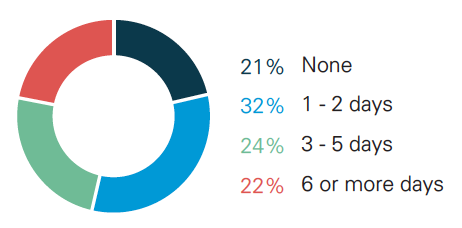 21% None
32% 1 - 2 days
24% 3 - 5 days
22% 6 or more days